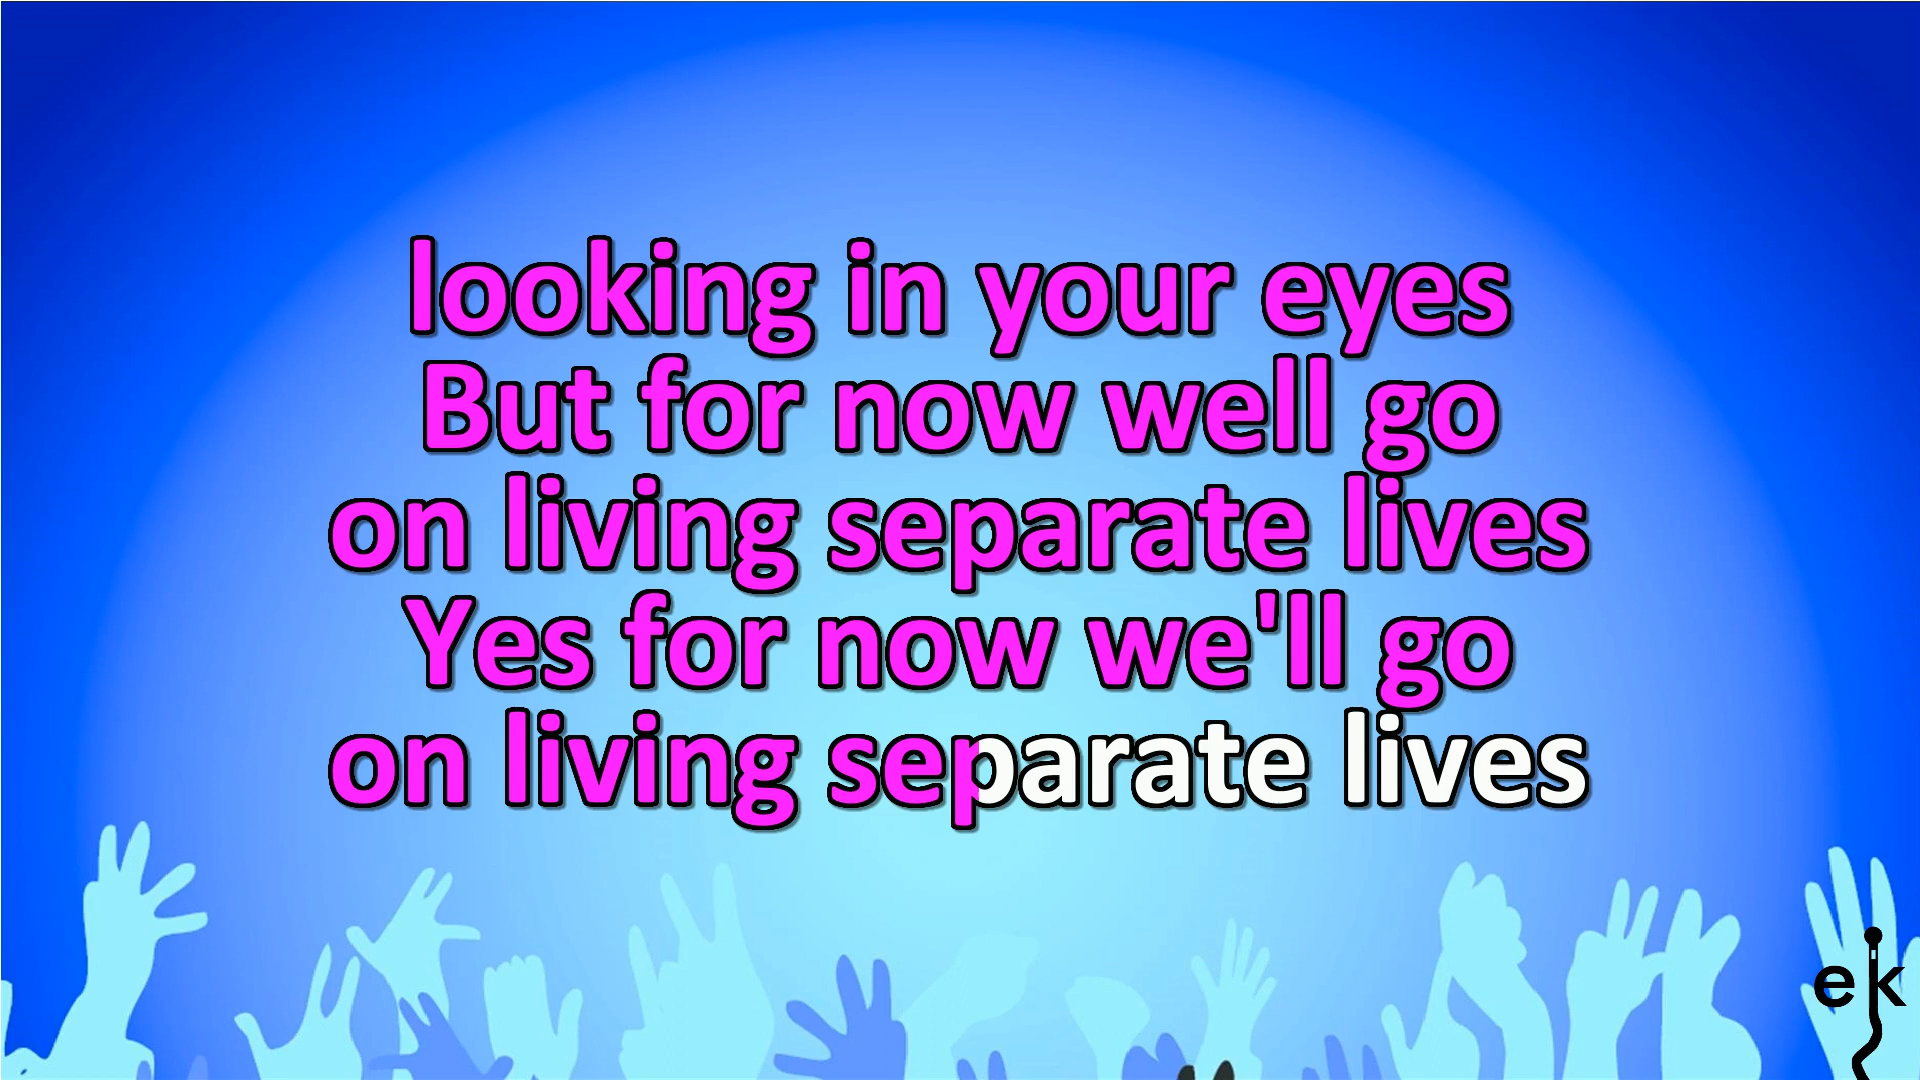 looking in your eyes
But for now well go
on living separate lives
Yes for now we'll go
on living separate lives
ek